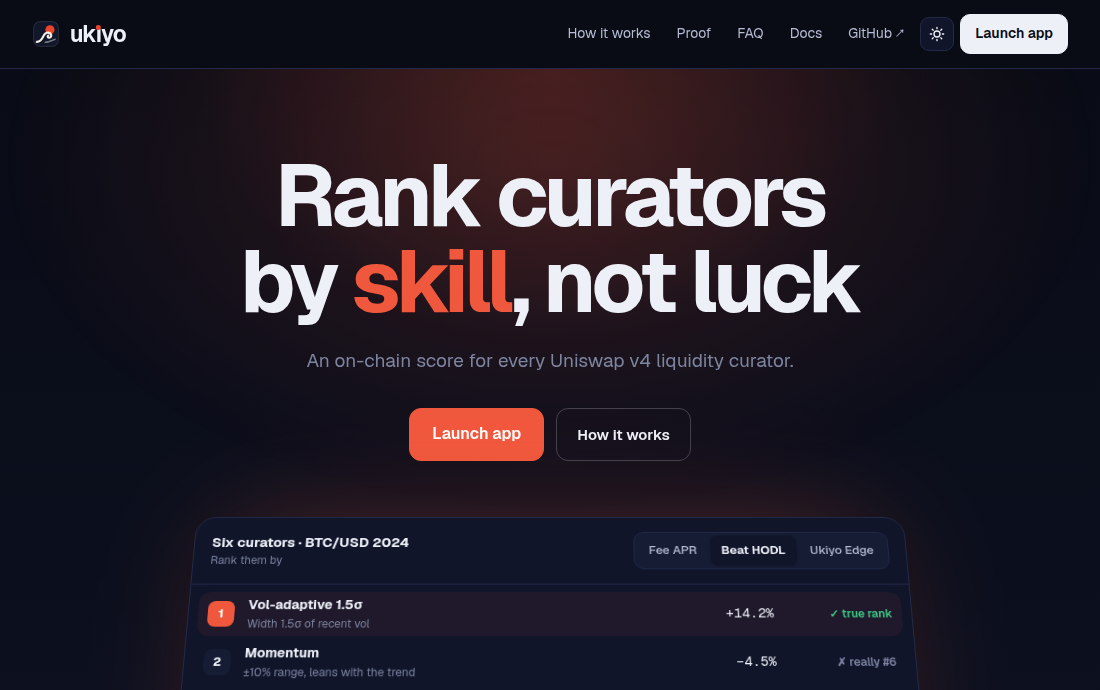 ukiyo
How it works
Proof
FAQ
Docs
GitHub ↗
Launch app
Rank curators
by skill, not luck
An on-chain score for every Uniswap v4 liquidity curator.
Launch app
How it works
Six curators · BTC/USD 2024
Rank them by
Fee APR
Beat HODL
Ukiyo Edge
1
Vol-adaptive 1.5σ
Width 1.5σ of recent vol
+14.2%
✓ true rank
2
Momentum
±10% range, leans with the trend
−4.5%
✗ really #6